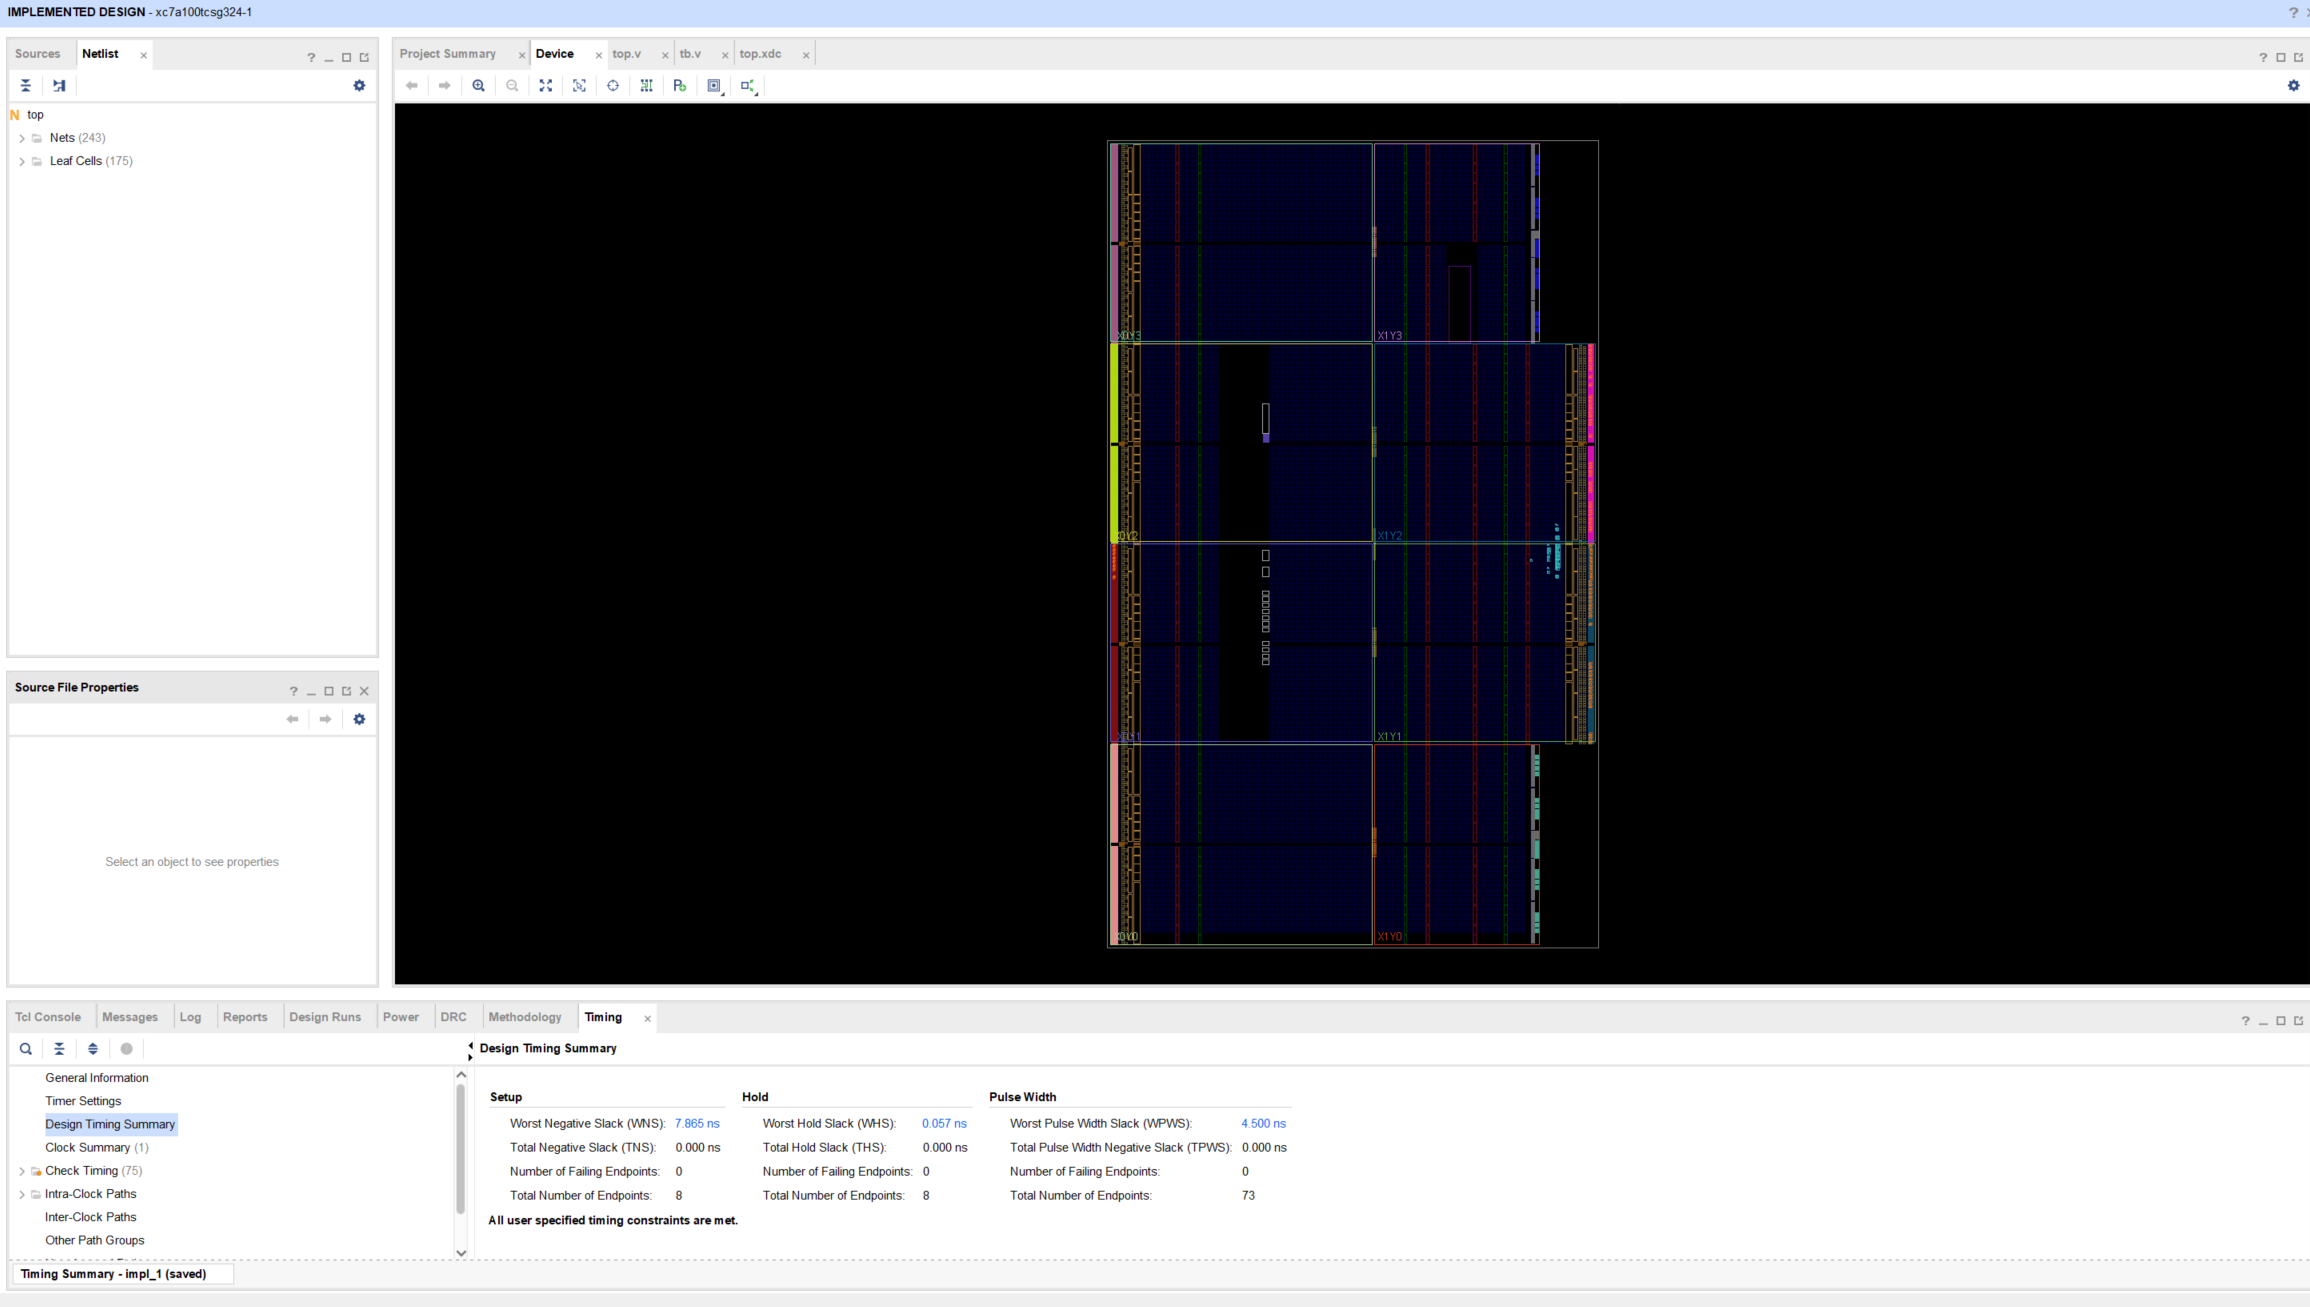 IMPLEMENTED DESIGN - xc7a100tcsg324-1
Sources
Netlist
top
Nets (243)
Leaf Cells (175)
Source File Properties
Select an object to see properties
Project Summary
Device
top.v
tb.v
top.xdc
X0Y3
X1Y3
X0Y2
X1Y2
X0Y1
X1Y1
X0Y0
X1Y0
Tcl Console
Messages
Log
Reports
Design Runs
Power
DRC
Methodology
Timing
General Information
Timer Settings
Design Timing Summary
Clock Summary (1)
Check Timing (75)
Intra-Clock Paths
Inter-Clock Paths
Other Path Groups
Timing Summary - impl_1 (saved)
Design Timing Summary
Setup
Worst Negative Slack (WNS): 7.865 ns
Total Negative Slack (TNS): 0.000 ns
Number of Failing Endpoints: 0
Total Number of Endpoints: 8
Hold
Worst Hold Slack (WHS): 0.057 ns
Total Hold Slack (THS): 0.000 ns
Number of Failing Endpoints: 0
Total Number of Endpoints: 8
Pulse Width
Worst Pulse Width Slack (WPWS): 4.500 ns
Total Pulse Width Negative Slack (TPWS): 0.000 ns
Number of Failing Endpoints: 0
Total Number of Endpoints: 73
All user specified timing constraints are met.